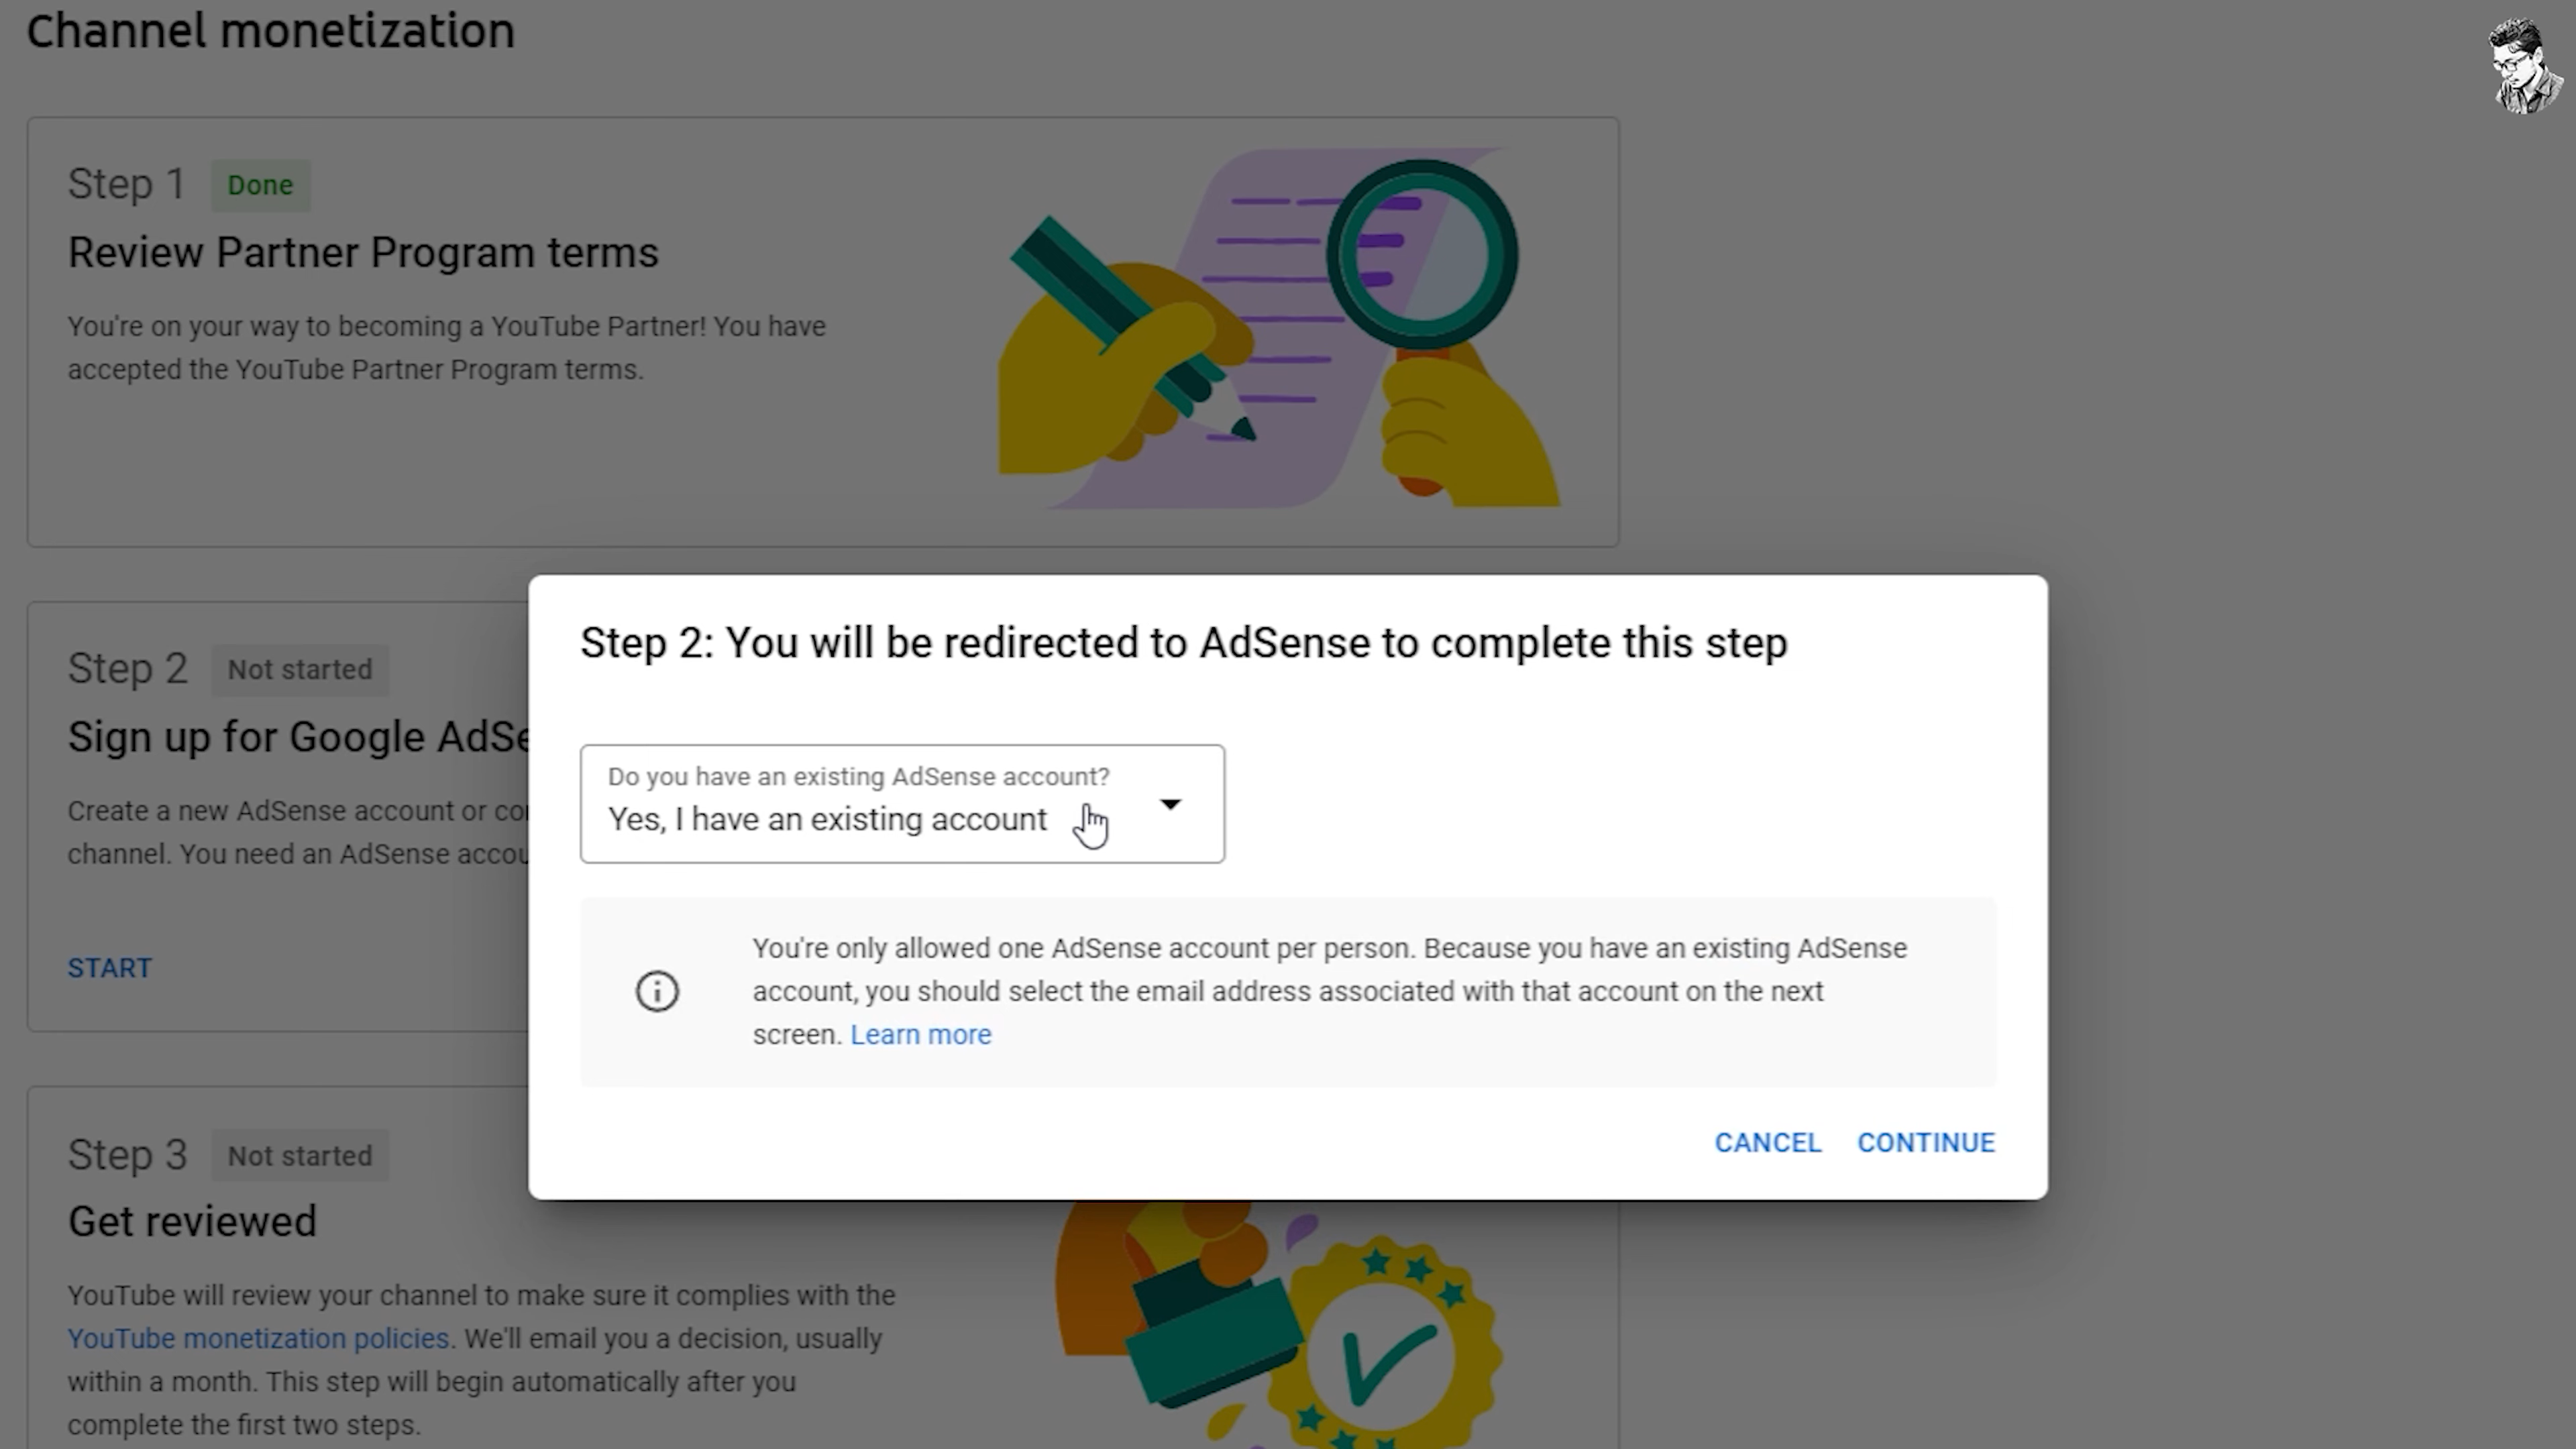 Channel monetization
Step 1 Done
Review Partner Program terms
You're on your way to becoming a YouTube Partner! You have
accepted the YouTube Partner Program terms.
Step 2 Not started
Sign up for Google AdSe
Create a new AdSense account or co
channel. You need an AdSense accou
START
Step 2: You will be redirected to AdSense to complete this step
Do you have an existing AdSense account?
Yes, I have an existing account
You're only allowed one AdSense account per person. Because you have an existing AdSense
account, you should select the email address associated with that account on the next
screen. Learn more
CANCEL CONTINUE
Step 3 Not started
Get reviewed
YouTube will review your channel to make sure it complies with the
YouTube monetization policies. We'll email you a decision, usually
within a month. This step will begin automatically after you
complete the first two steps.